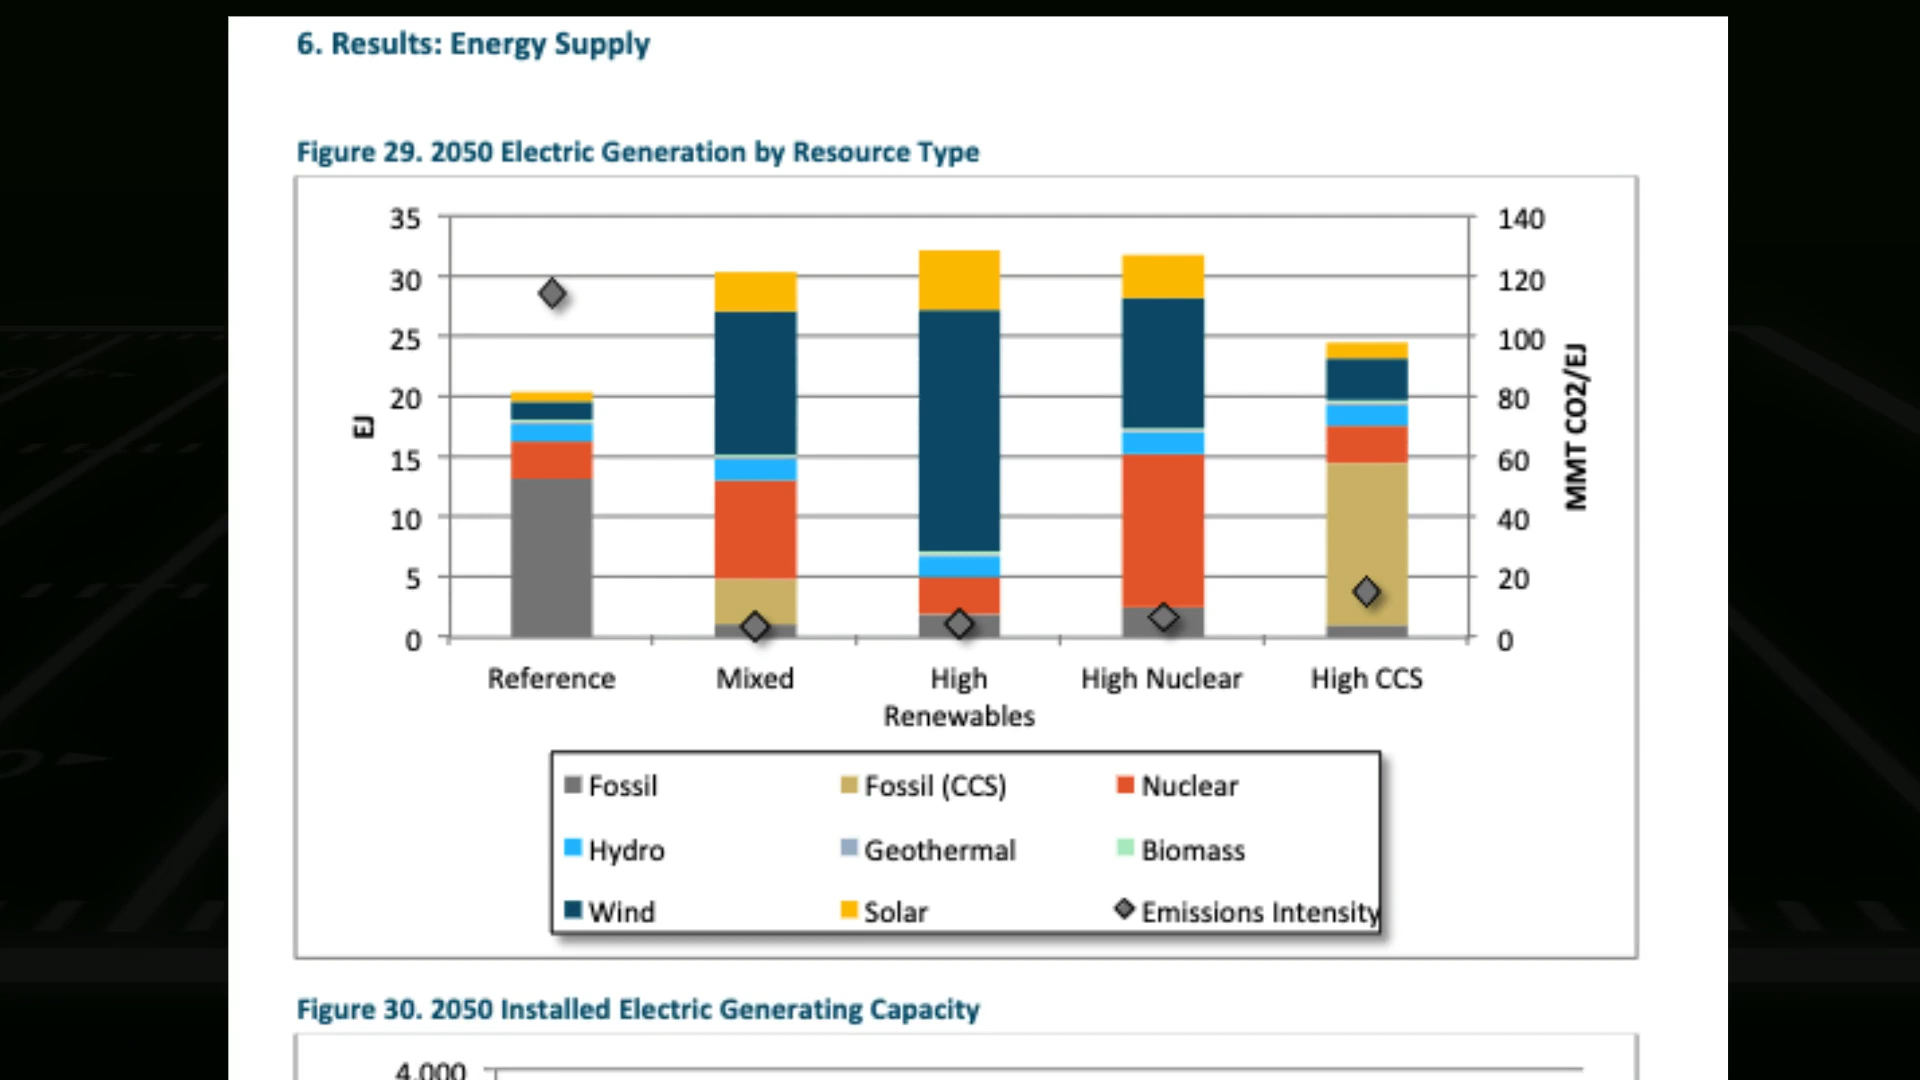 6. Results: Energy Supply
Figure 29. 2050 Electric Generation by Resource Type
35
30
25
20
15
10
5
0
EJ
140
120
100
80
60
40
20
0
MMT CO2/EJ
Reference
Mixed
High
Renewables
High Nuclear
High CCS
Fossil
Fossil (CCS)
Nuclear
Hydro
Geothermal
Biomass
Wind
Solar
Emissions Intensity
Figure 30. 2050 Installed Electric Generating Capacity
4,000